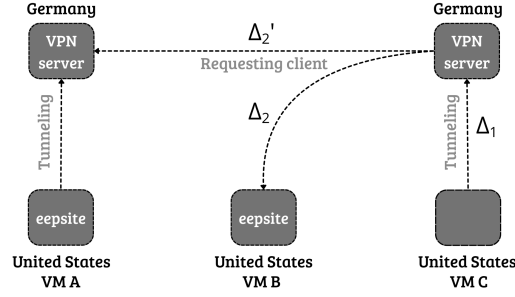 Germany
Germany
VPN
server
VPN
server
Δ₂'
Requesting client
Tunneling
Δ₂
Tunneling
Δ₁
eepsite
eepsite
United States
VM A
United States
VM B
United States
VM C